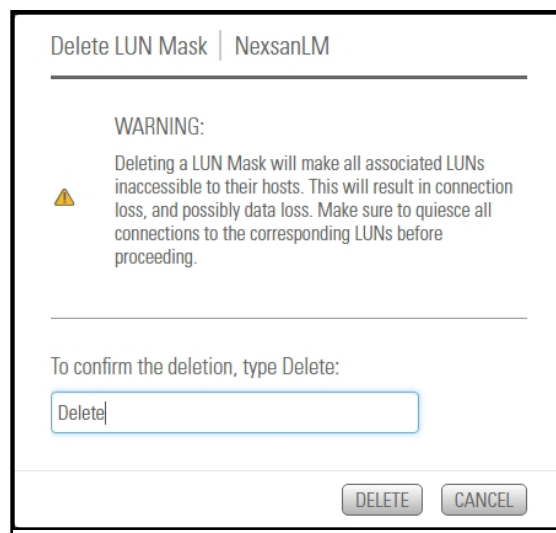 Delete LUN Mask | NexsanLM
WARNING:
Deleting a LUN Mask will make all associated LUNs
inaccessible to their hosts. This will result in connection
loss, and possibly data loss. Make sure to quiesce all
connections to the corresponding LUNs before
proceeding.
To confirm the deletion, type Delete:
Delete
DELETE CANCEL